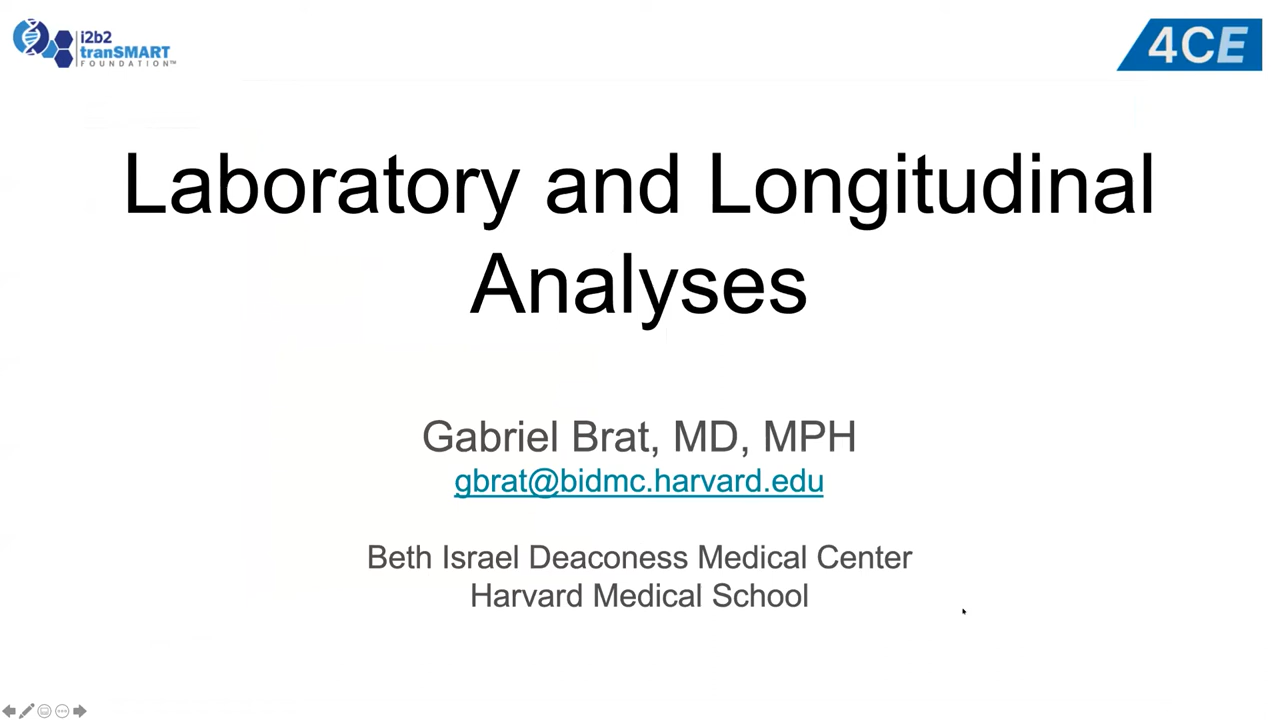 i2b2
tranSMART
FOUNDATION™
4CE
Laboratory and Longitudinal
Analyses
Gabriel Brat, MD, MPH
gbrat@bidmc.harvard.edu
Beth Israel Deaconess Medical Center
Harvard Medical School